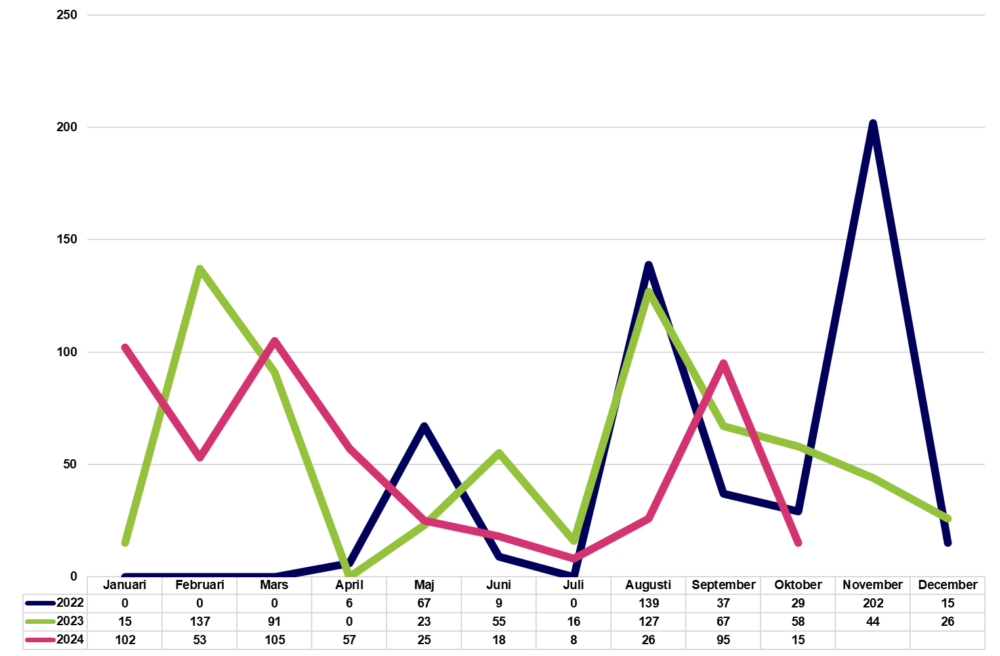 250
200
150
100
50
0
Januari Februari Mars April Maj Juni Juli Augusti September Oktober November December
2022 0 0 0 6 67 9 0 139 37 29 202 15
2023 15 137 91 0 23 55 16 127 67 58 44 26
2024 102 53 105 57 25 18 8 26 95 15